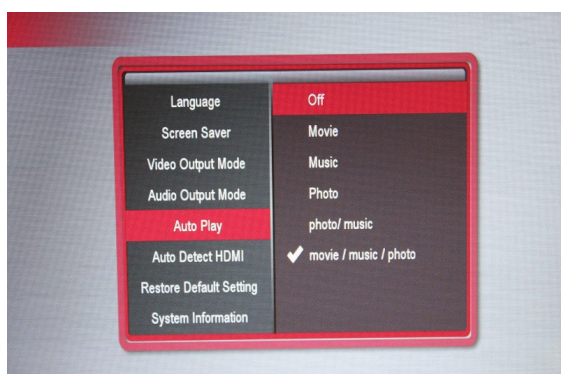 Language
Screen Saver
Video Output Mode
Audio Output Mode
Auto Play
Auto Detect HDMI
Restore Default Setting
System Information
Off
Movie
Music
Photo
photo/ music
movie / music / photo